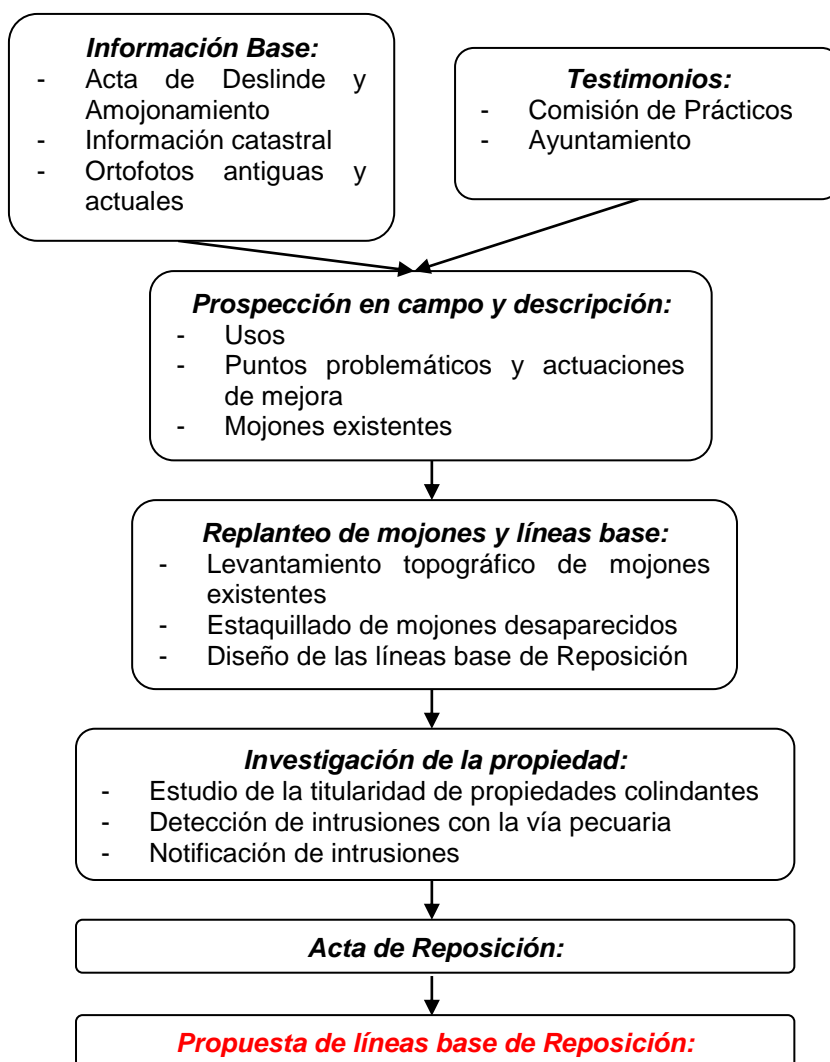 Información Base:
- Acta de Deslinde y
Amojonamiento
- Información catastral
- Ortofotos antiguas y
actuales
Testimonios:
- Comisión de Prácticos
- Ayuntamiento
Prospección en campo y descripción:
- Usos
- Puntos problemáticos y actuaciones
de mejora
- Mojones existentes
Replanteo de mojones y líneas base:
- Levantamiento topográfico de mojones
existentes
- Estaquillado de mojones desaparecidos
- Diseño de las líneas base de Reposición
Investigación de la propiedad:
- Estudio de la titularidad de propiedades colindantes
- Detección de intrusiones con la vía pecuaria
- Notificación de intrusiones
Acta de Reposición:
Propuesta de líneas base de Reposición: